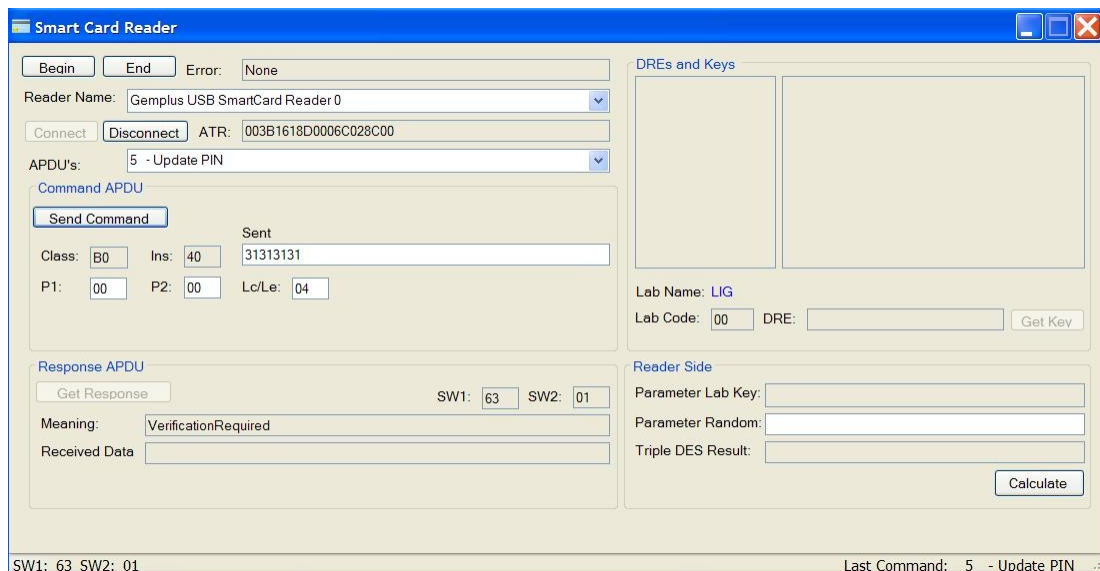 Smart Card Reader
Begin End Error: None
Reader Name: Gemplus USB SmartCard Reader 0
Connect Disconnect ATR: 003B1618D0006C028C00
APDU's: 5 - Update PIN
Command APDU
Send Command
Sent
Class: B0 Ins: 40 31313131
P1: 00 P2: 00 Lc/Le: 04
Response APDU
Get Response SW1: 63 SW2: 01
Meaning: VerificationRequired
Received Data
DREs and Keys
Lab Name: LIG
Lab Code: 00 DRE: Get Key
Reader Side
Parameter Lab Key:
Parameter Random:
Triple DES Result:
Calculate
SW1: 63 SW2: 01 Last Command: 5 - Update PIN